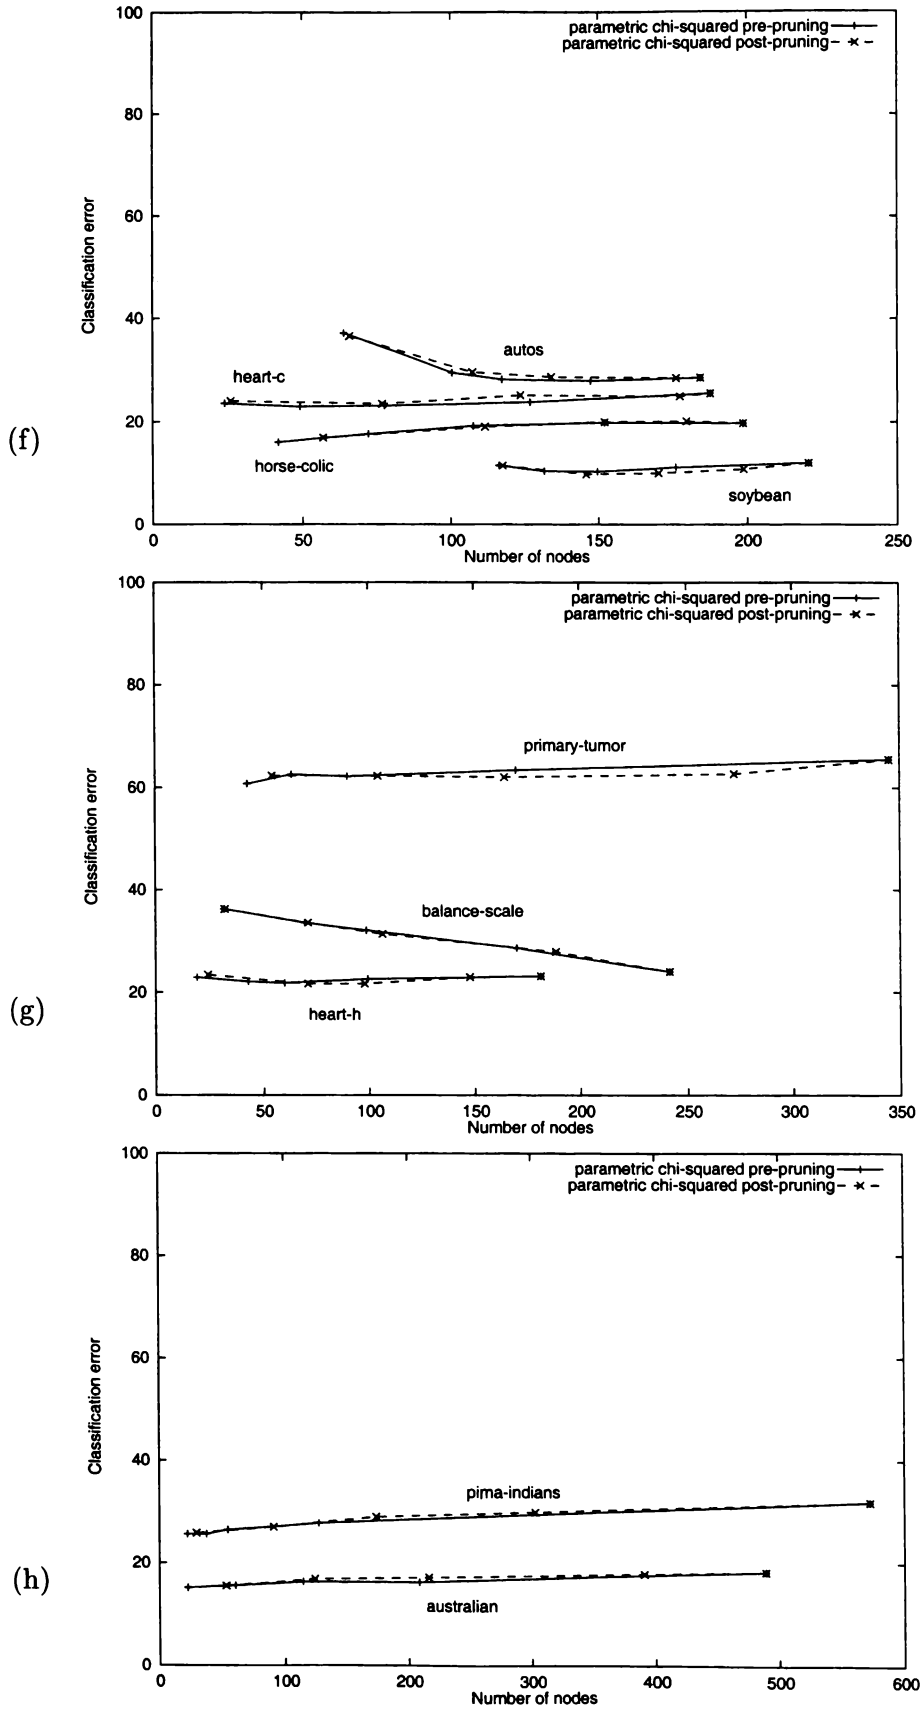 100
parametric chi-squared pre-pruning
parametric chi-squared post-pruning
80
60
Classification error
40
autos
heart-c
(f)
20
horse-colic
soybean
0
0 50 100 150 200 250
Number of nodes
100
parametric chi-squared pre-pruning
parametric chi-squared post-pruning
80
primary-tumor
60
Classification error
40
balance-scale
20
(g)
heart-h
0
0 50 100 150 200 250 300 350
Number of nodes
100
parametric chi-squared pre-pruning
parametric chi-squared post-pruning
80
60
Classification error
40
pima-indians
20
(h)
australian
0
0 100 200 300 400 500 600
Number of nodes